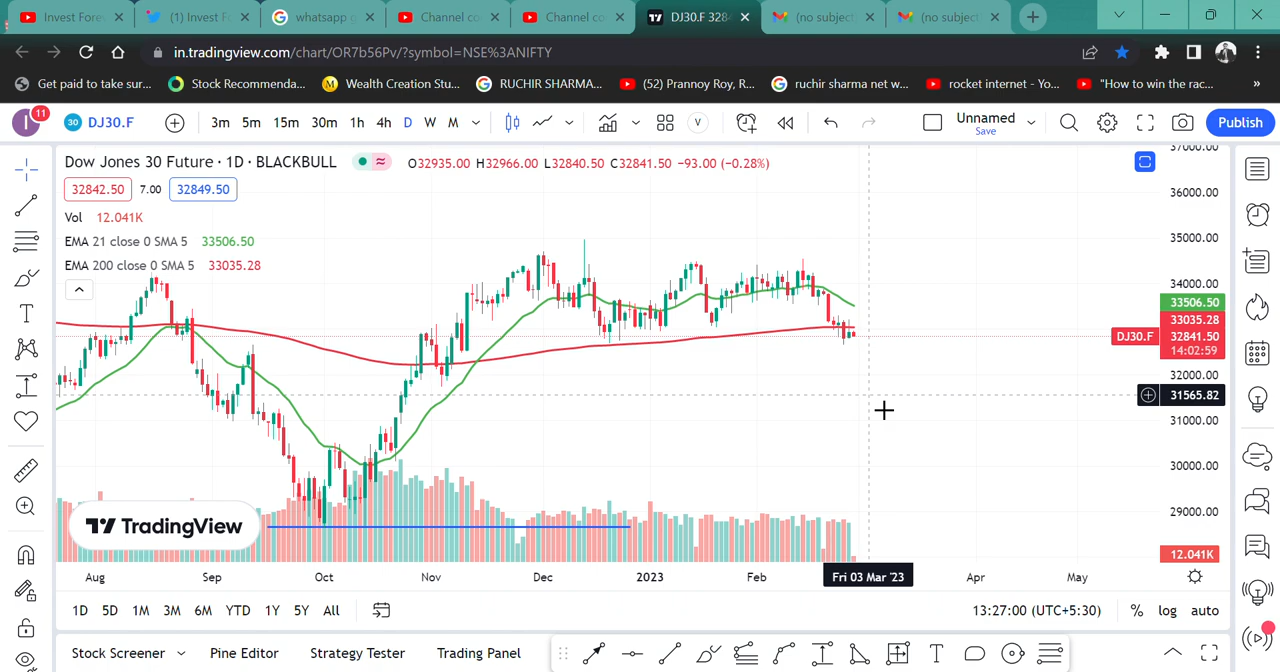 Invest Fores
(1) Invest F
whatsapp g
Channel co
Channel co
DJ30.F 328
(no subject
(no subject
in.tradingview.com/chart/OR7b56Pv/?symbol=NSE%3ANIFTY
Get paid to take sur...
Stock Recommenda...
Wealth Creation Stu...
RUCHIR SHARMA...
(52) Prannoy Roy, R...
ruchir sharma net w...
rocket internet - Yo...
"How to win the rac...
»
I
11
30
DJ30.F
3m
5m
15m
30m
1h
4h
D
W
M
V
Unnamed
Save
Publish
Dow Jones 30 Future · 1D · BLACKBULL
O32935.00 H32966.00 L32840.50 C32841.50 −93.00 (−0.28%)
32842.50
7.00
32849.50
Vol 12.041K
EMA 21 close 0 SMA 5 33506.50
EMA 200 close 0 SMA 5 33035.28
37000.00
36000.00
35000.00
34000.00
33506.50
33035.28
DJ30.F
32841.50
14:02:59
32000.00
31565.82
31000.00
30000.00
29000.00
12.041K
TradingView
Aug
Sep
Oct
Nov
Dec
2023
Feb
Fri 03 Mar '23
Apr
May
1D
5D
1M
3M
6M
YTD
1Y
5Y
All
13:27:00 (UTC+5:30)
%
log
auto
Stock Screener
Pine Editor
Strategy Tester
Trading Panel